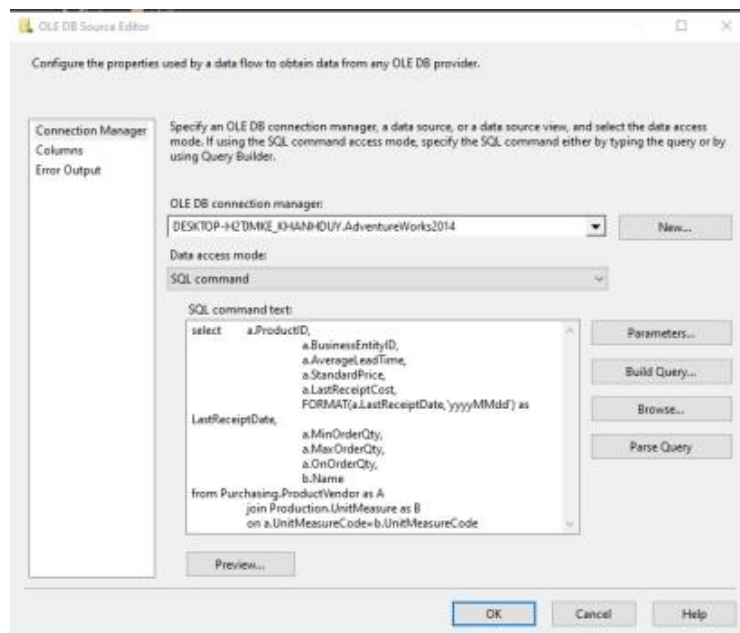 OLE DB Source Editor
Configure the properties used by a data flow to obtain data from any OLE DB provider.
Connection Manager
Columns
Error Output
Specify an OLE DB connection manager, a data source, or a data source view, and select the data access
mode. If using the SQL command access mode, specify the SQL command either by typing the query or by
using Query Builder.
OLE DB connection manager:
DESKTOP-H2TJMKE_KHANHDUY.AdventureWorks2014
New...
Data access mode:
SQL command
SQL command text:
select a.ProductID,
a.BusinessEntityID,
a.AverageLeadTime,
a.StandardPrice,
a.LastReceiptCost,
FORMAT(a.LastReceiptDate,'yyyyMMdd') as
LastReceiptDate,
a.MinOrderQty,
a.MaxOrderQty,
a.OnOrderQty,
b.Name
from Purchasing.ProductVendor as A
join Production.UnitMeasure as B
on a.UnitMeasureCode=b.UnitMeasureCode
Parameters...
Build Query...
Browse...
Parse Query
Preview...
OK
Cancel
Help